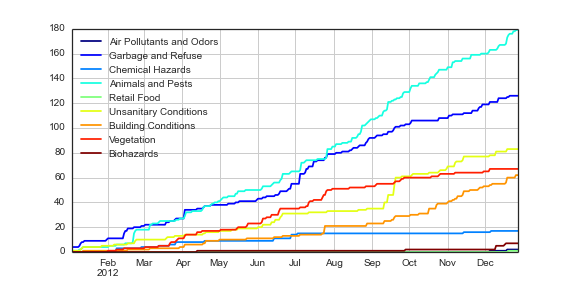 180
160
140
120
100
80
60
40
20
0
Air Pollutants and Odors
Garbage and Refuse
Chemical Hazards
Animals and Pests
Retail Food
Unsanitary Conditions
Building Conditions
Vegetation
Biohazards
Feb Mar Apr May Jun Jul Aug Sep Oct Nov Dec
2012